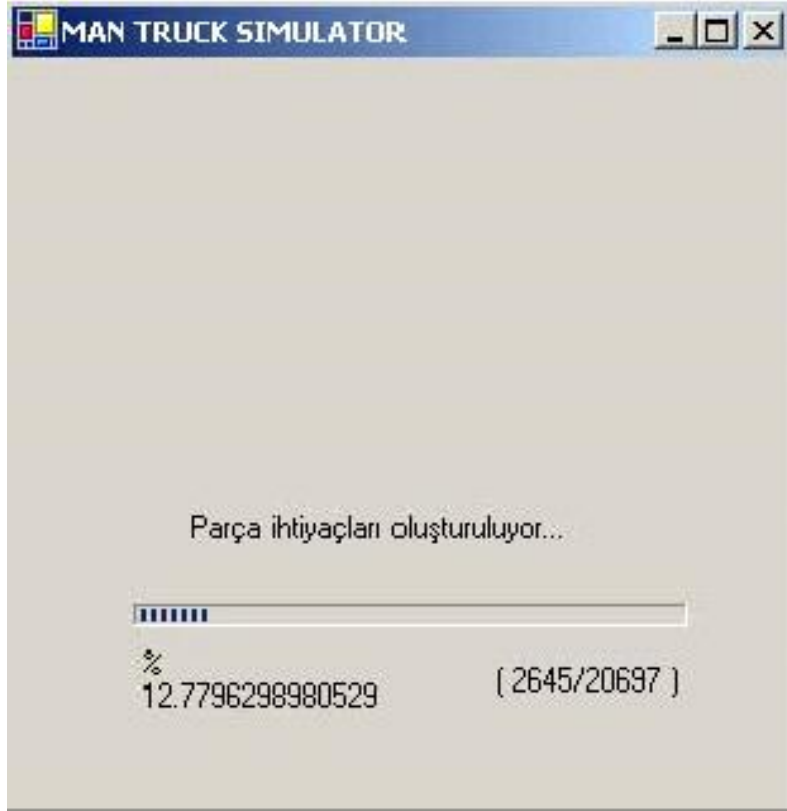 MAN TRUCK SIMULATOR
Parça ihtiyaçları oluşturuluyor...
%
12.7796298980529
( 2645/20697 )